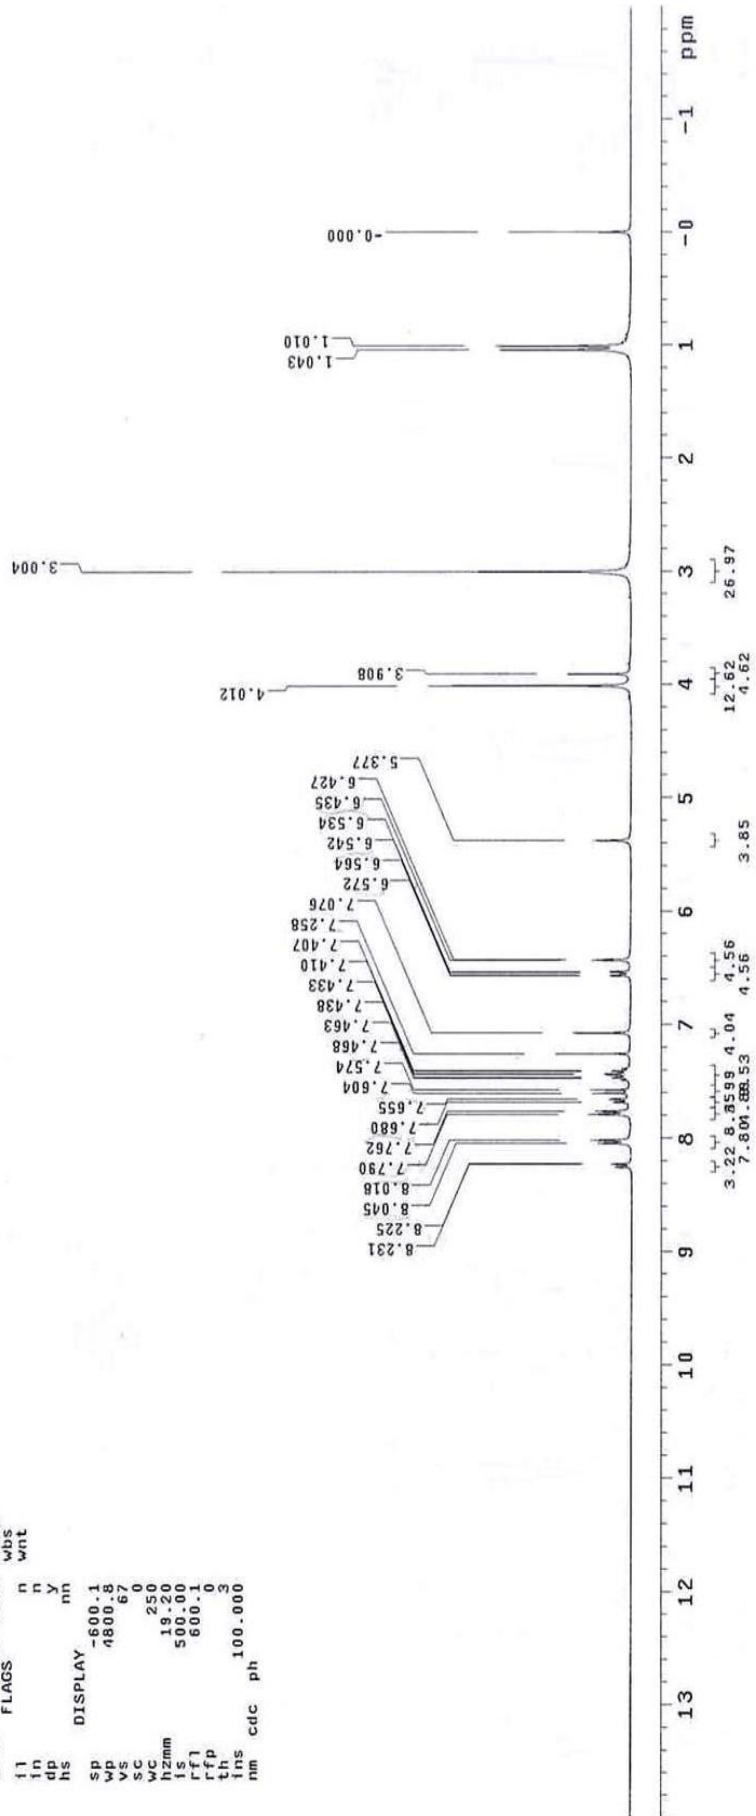 FLAGS wbs
il n wnt
in n
dp y
hs nn
DISPLAY
sp -600.1
wp 4800.8
vs 67
sc 0
wc 250
hzmm 19.20
is 500.00
rfl 600.1
rfp 0
th 3
ins 100.000
nm cdc ph
8.231
8.225
8.045
8.018
7.790
7.762
7.680
7.655
7.604
7.574
7.468
7.463
7.438
7.433
7.410
7.407
7.258
7.076
6.572
6.564
6.542
6.534
6.435
6.427
5.377
4.012
3.908
3.004
1.043
1.010
-0.000
13 12 11 10 9 8 7 6 5 4 3 2 1 -0 -1 ppm
3.22 4.04 4.56 3.85 12.62 26.97
4.56 4.62